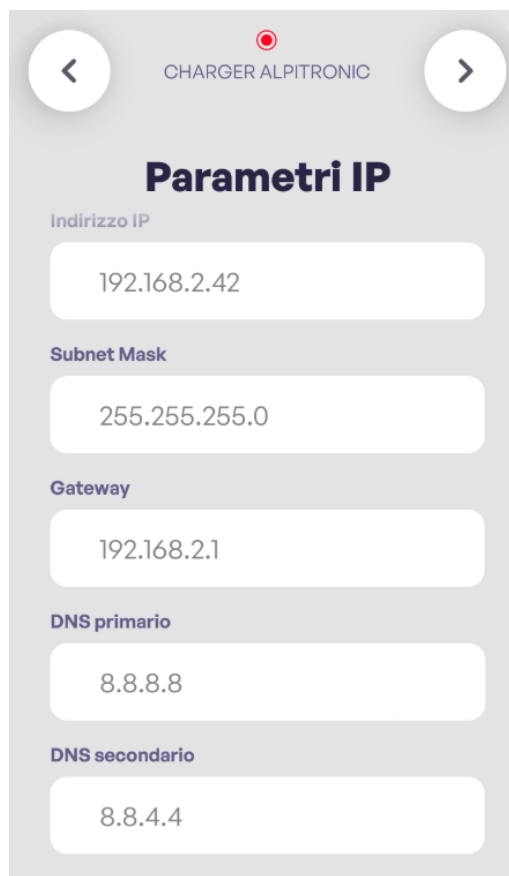 CHARGER ALPITRONIC
Parametri IP
Indirizzo IP
192.168.2.42
Subnet Mask
255.255.255.0
Gateway
192.168.2.1
DNS primario
8.8.8.8
DNS secondario
8.8.4.4